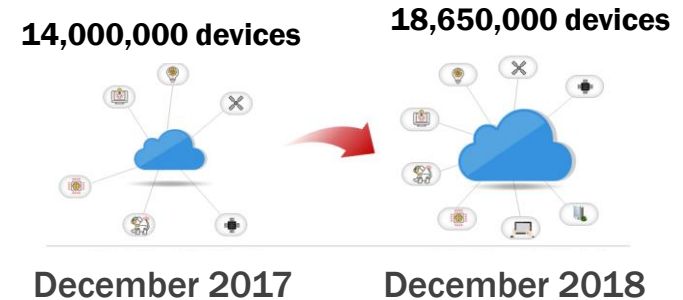 14,000,000 devices
18,650,000 devices
December 2017
December 2018